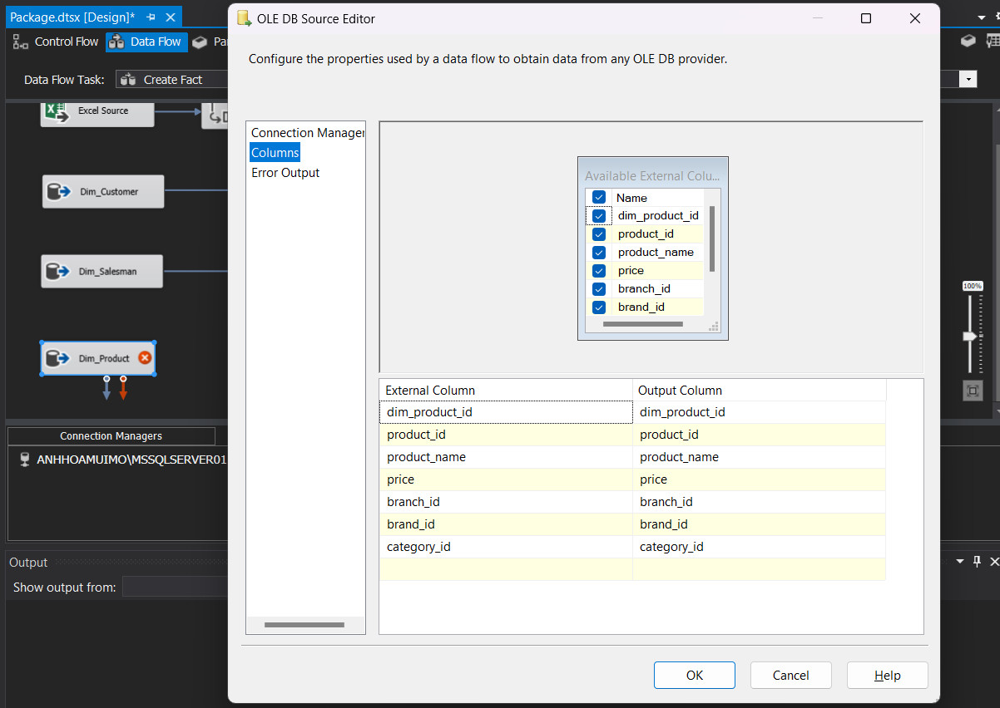 Package.dtsx [Design]*
OLE DB Source Editor
Control Flow
Data Flow
Pa
Configure the properties used by a data flow to obtain data from any OLE DB provider.
Data Flow Task:
Create Fact
Excel Source
D
Connection Manager
Columns
Error Output
Available External Colu...
Name
dim_product_id
product_id
product_name
price
branch_id
brand_id
Dim_Customer
Dim_Salesman
Dim_Product
100%
External Column Output Column
dim_product_id dim_product_id
product_id product_id
product_name product_name
price price
branch_id branch_id
brand_id brand_id
category_id category_id
Connection Managers
ANHHOAMUIMO\MSSQLSERVER01
Output
Show output from:
OK
Cancel
Help